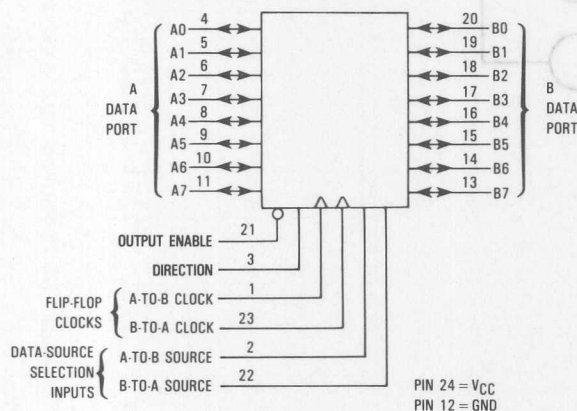 A0 4 20 B0
A1 5 19 B1
A2 6 18 B2
A3 7 17 B3
A4 8 16 B4
A5 9 15 B5
A6 10 14 B6
A7 11 13 B7
A
DATA
PORT
B
DATA
PORT
OUTPUT ENABLE 21
DIRECTION 3
FLIP-FLOP
CLOCKS
A-TO-B CLOCK 1
B-TO-A CLOCK 23
DATA-SOURCE
SELECTION
INPUTS
A-TO-B SOURCE 2
B-TO-A SOURCE 22
PIN 24 = VCC
PIN 12 = GND